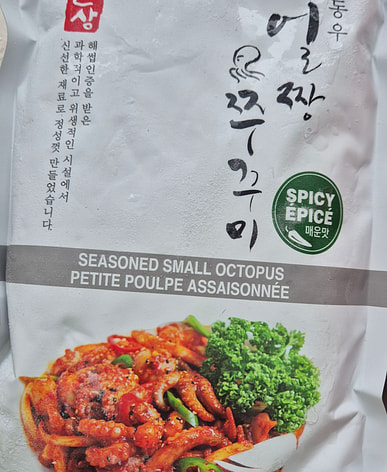 상
동우
얼짱
쭈꾸미
해썹인증을 받은
과학적이고 위생적인 시설에서
신선한 재료로 정성껏 만들었습니다.
SPICY
ÉPICÉ
매운맛
SEASONED SMALL OCTOPUS
PETITE POULPE ASSAISONNÉE